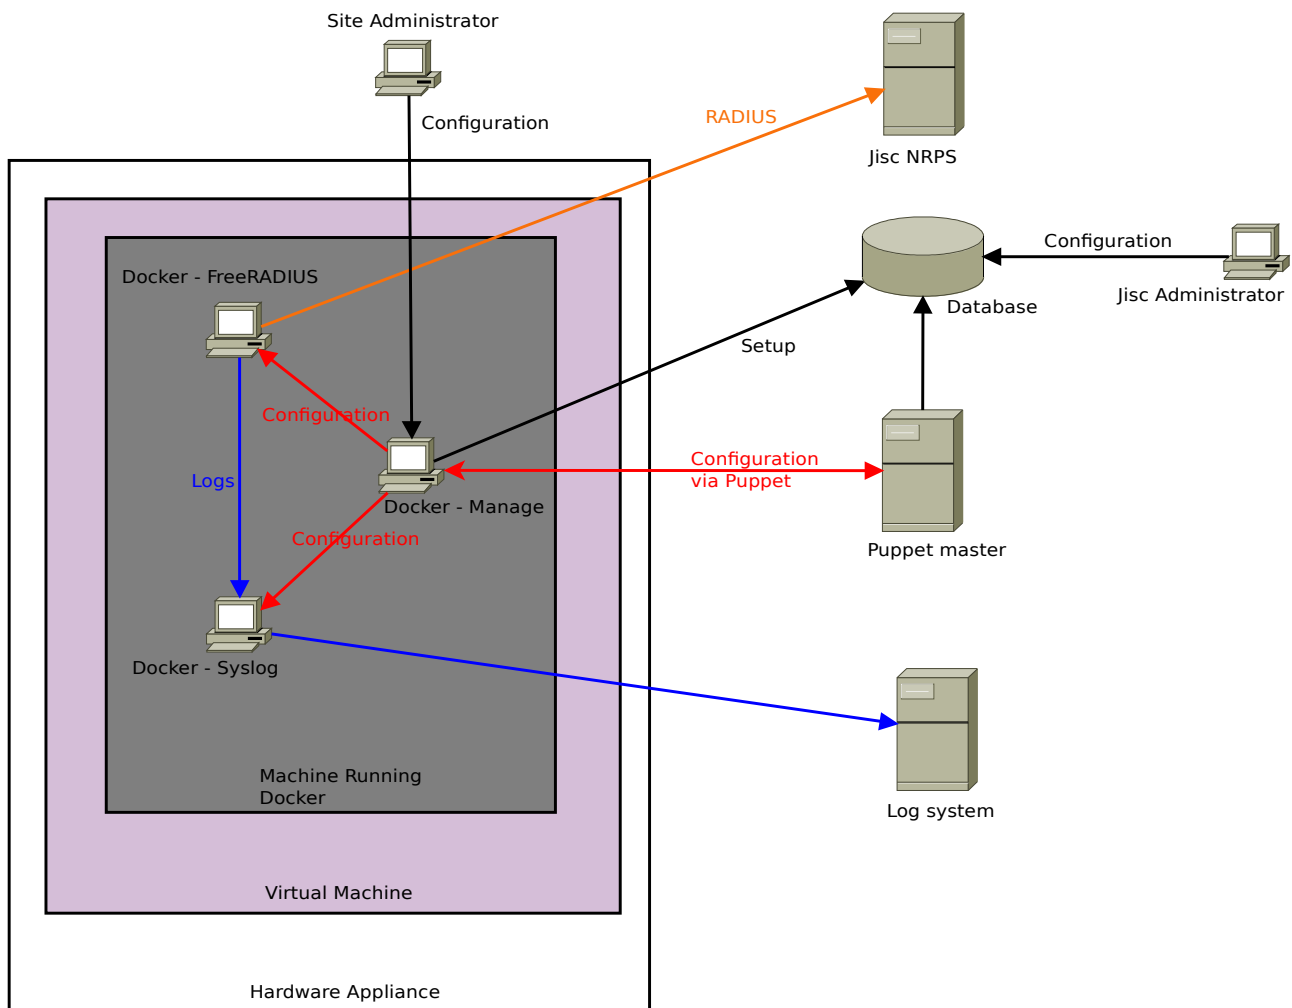 Site Administrator
Configuration
RADIUS
Jisc NRPS
Configuration
Jisc Administrator
Database
Docker - FreeRADIUS
Setup
Configuration
Configuration
via Puppet
Logs
Docker - Manage
Configuration
Puppet master
Docker - Syslog
Machine Running
Docker
Log system
Virtual Machine
Hardware Appliance